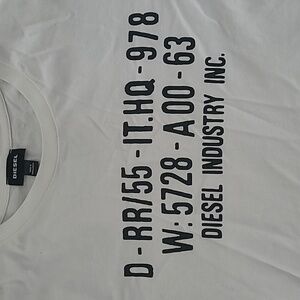 DIESEL
D-RR/55-IT.HQ-978
W:5728-A00-63
DIESEL INDUSTRY INC.